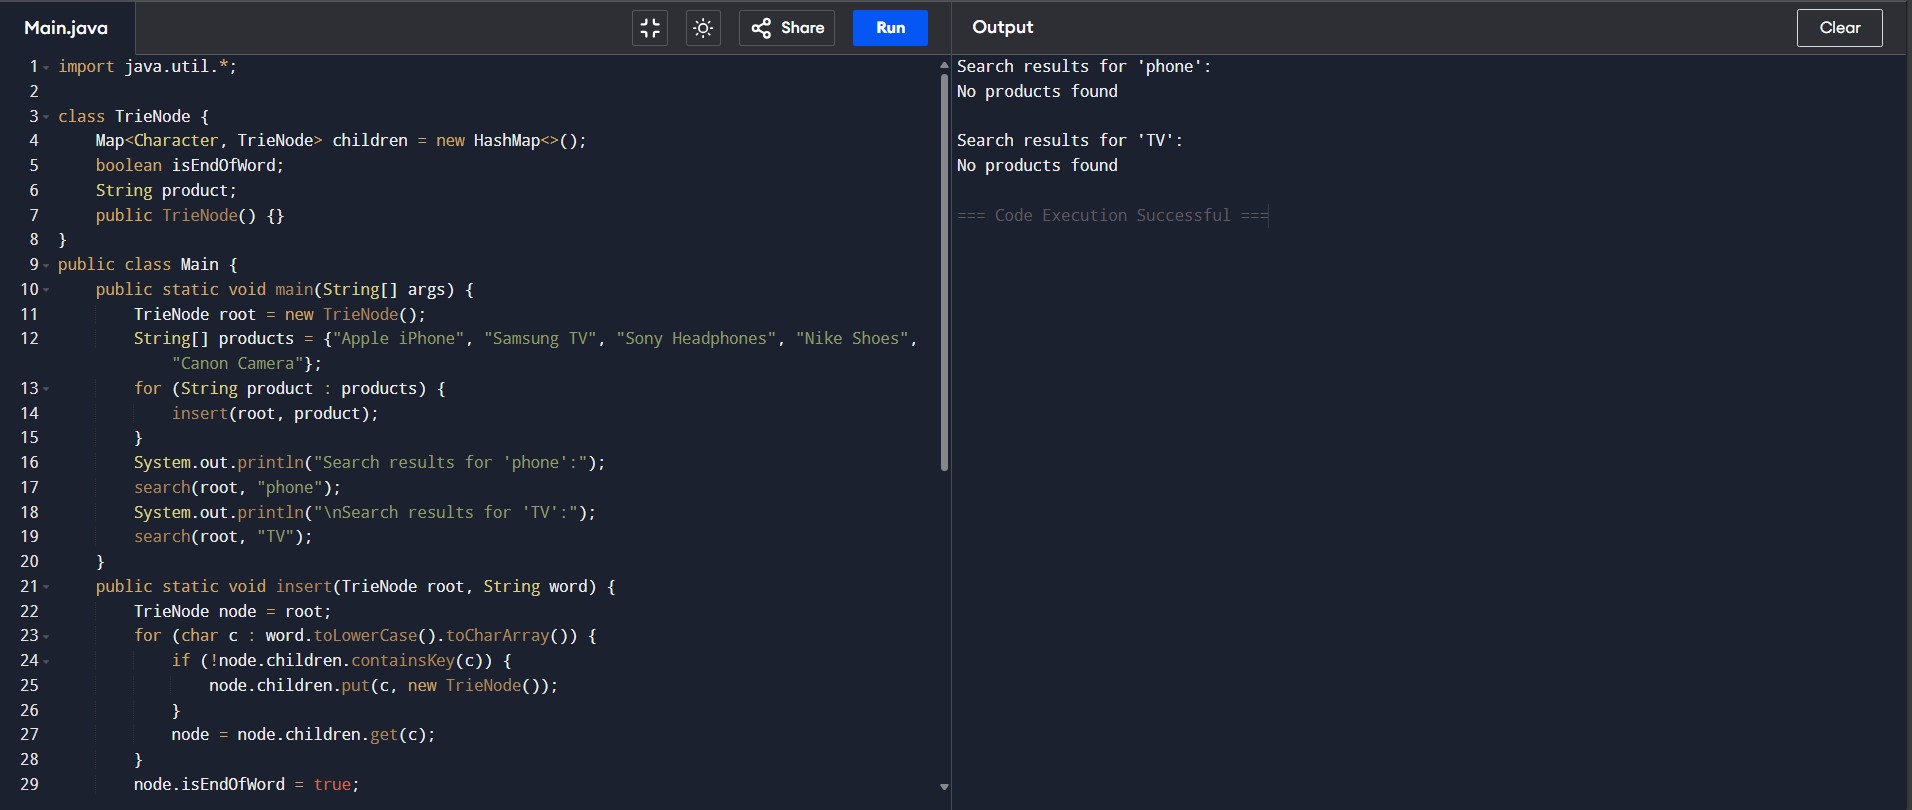 Main.java
Share
Run
Output
Clear
1 import java.util.*;
2
3 class TrieNode {
4     Map<Character, TrieNode> children = new HashMap<>();
5     boolean isEndOfWord;
6     String product;
7     public TrieNode() {}
8 }
9 public class Main {
10     public static void main(String[] args) {
11         TrieNode root = new TrieNode();
12         String[] products = {"Apple iPhone", "Samsung TV", "Sony Headphones", "Nike Shoes",
            "Canon Camera"};
13         for (String product : products) {
14             insert(root, product);
15         }
16         System.out.println("Search results for 'phone':");
17         search(root, "phone");
18         System.out.println("\nSearch results for 'TV':");
19         search(root, "TV");
20     }
21     public static void insert(TrieNode root, String word) {
22         TrieNode node = root;
23         for (char c : word.toLowerCase().toCharArray()) {
24             if (!node.children.containsKey(c)) {
25                 node.children.put(c, new TrieNode());
26             }
27             node = node.children.get(c);
28         }
29         node.isEndOfWord = true;
Search results for 'phone':
No products found
Search results for 'TV':
No products found
=== Code Execution Successful ===